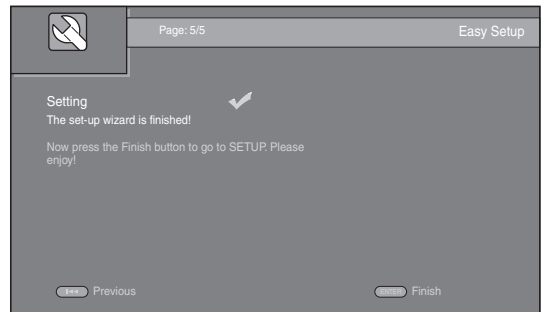 Page: 5/5
Easy Setup
Setting
The set-up wizard is finished!
Now press the Finish button to go to SETUP. Please
enjoy!
Previous
ENTER Finish